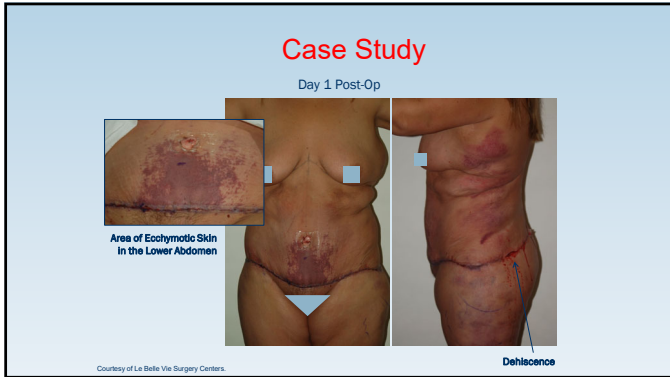 Case Study
Day 1 Post-Op
Area of Ecchymotic Skin
in the Lower Abdomen
Dehiscence
Courtesy of Le Belle Vie Surgery Centers.